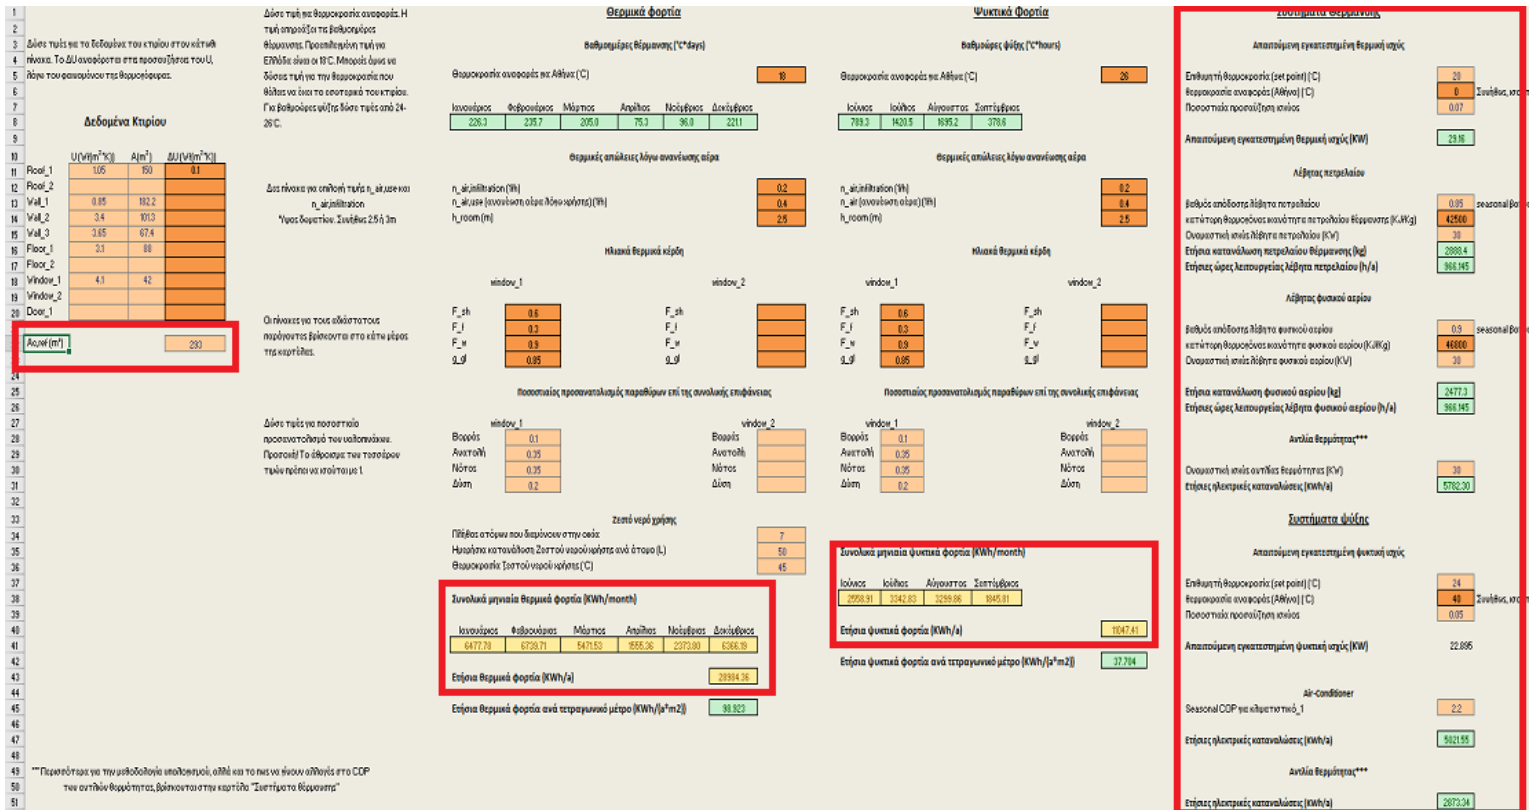 Δώσε τιμές για τα δεδομένα του κτιρίου στον κάτωθι
πίνακα. Το ΔU αναφέρεται στις προσαυξήσεις του U,
λόγω του φαινομένου της θερμογέφυρας.
Δεδομένα Κτιρίου
U(W/(m²*K)) A(m²) ΔU(W/(m²*K))
Roof_1 1.05 150 0.1
Roof_2
Wall_1 0.85 182.2
Wall_2 3.4 101.3
Wall_3 3.65 67.4
Floor_1 3.1 88
Floor_2
Window_1 4.1 42
Window_2
Door_1
Ao,ref (m²) 293
***Περισσότερα για την μεθοδολογία υπολογισμού, αλλά και το πως να γίνουν αλλαγές στο COP
των αντλιών θερμότητας, βρίσκονται στην καρτέλα "Συστήματα θέρμανσης"
Δώσε τιμή για θερμοκρασία αναφοράς. Η
τιμή επηρεάζει τις βαθμοημέρες
θέρμανσης. Προεπιλεγμένη τιμή για
Ελλάδα είναι οι 18°C. Μπορείς όμως να
δώσεις τιμή για την θερμοκρασία που
θέλεις να έχει το εσωτερικό του κτιρίου.
Για βαθμοώρες ψύξης δώσε τιμές από 24-
26°C.
Δες πίνακα για επιλογή τιμής n_air,use και
n_air,infiltration
*Ύψος δωματίου. Συνήθως 2.5 ή 3m
Οι πίνακες για τους αδιάστατους
παράγοντες βρίσκονται στο κάτω μέρος
της καρτέλας.
Δώσε τιμές για ποσοστιαίο
προσανατολισμό των υαλοπινάκων.
Προσοχή! Το άθροισμα των τεσσάρων
τιμών πρέπει να ισούται με 1.
Θερμικά φορτία
Βαθμοημέρες θέρμανσης (°C*days)
Θερμοκρασία αναφοράς για Αθήνα (°C) 18
Ιανουάριος Φεβρουάριος Μάρτιος Απρίλιος Νοέμβριος Δεκέμβριος
226.3 235.7 205.0 75.3 96.0 221.1
Θερμικές απώλειες λόγω ανανέωσης αέρα
n_air,infiltration (1/h) 0.2
n_air,use (ανανέωση αέρα λόγω χρήσης) (1/h) 0.4
h_room (m) 2.5
Ηλιακά θερμικά κέρδη
window_1 window_2
F_sh 0.6 F_sh
F_f 0.3 F_f
F_w 0.9 F_w
g_gl 0.85 g_gl
Ποσοστιαίος προσανατολισμός παραθύρων επί της συνολικής επιφάνειας
window_1 window_2
Βορράς 0.1 Βορράς
Ανατολή 0.35 Ανατολή
Νότος 0.35 Νότος
Δύση 0.2 Δύση
Ζεστό νερό χρήσης
Πλήθος ατόμων που διαμένουν στην οικία 7
Ημερήσια κατανάλωση Ζεστού νερού χρήσης ανά άτομο (L) 50
Θερμοκρασία ζεστού νερού χρήσης (°C) 45
Συνολικά μηνιαία θερμικά φορτία (KWh/month)
Ιανουάριος Φεβρουάριος Μάρτιος Απρίλιος Νοέμβριος Δεκέμβριος
6477.78 6739.71 5471.53 1555.36 2373.80 6366.19
Ετήσια θερμικά φορτία (KWh/a) 28984.36
Ετήσια θερμικά φορτία ανά τετραγωνικό μέτρο (KWh/(a*m2)) 98.923
Ψυκτικά Φορτία
Βαθμοώρες ψύξης (°C*hours)
Θερμοκρασία αναφοράς για Αθήνα (°C) 26
Ιούνιος Ιούλιος Αύγουστος Σεπτέμβριος
789.3 1420.5 1695.2 378.6
Θερμικές απώλειες λόγω ανανέωσης αέρα
n_air,infiltration (1/h) 0.2
n_air,use (ανανέωση αέρα) (1/h) 0.4
h_room (m) 2.5
Ηλιακά θερμικά κέρδη
window_1 window_2
F_sh 0.6 F_sh
F_f 0.3 F_f
F_w 0.9 F_w
g_gl 0.85 g_gl
Ποσοστιαίος προσανατολισμός παραθύρων επί της συνολικής επιφάνειας
window_1 window_2
Βορράς 0.1 Βορράς
Ανατολή 0.35 Ανατολή
Νότος 0.35 Νότος
Δύση 0.2 Δύση
Συνολικά μηνιαία ψυκτικά φορτία (KWh/month)
Ιούνιος Ιούλιος Αύγουστος Σεπτέμβριος
2558.91 3342.83 3299.86 1845.81
Ετήσια ψυκτικά φορτία (KWh/a) 11047.41
Ετήσια ψυκτικά φορτία ανά τετραγωνικό μέτρο (KWh/(a*m2)) 37.704
Συστήματα Θέρμανσης
Απαιτούμενη εγκατεστημένη θερμική ισχύς
Επιθυμητή θερμοκρασία (set point) (°C) 20
θερμοκρασία αναφοράς (Αθήνα) (°C) 0 Συνήθως,
Ποσοστιαία προσαύξηση ισχύος 0.07
Απαιτούμενη εγκατεστημένη θερμική ισχύς (KW) 29.16
Λέβητας πετρελαίου
βαθμός απόδοσης λέβητα πετρελαίου 0.85 seasonal
κατώτερη θερμογόνος ικανότητα πετρελαίου θέρμανσης (KJ/Kg) 42500
Ονομαστική ισχύς λέβητα πετρελαίου (KW) 30
Ετήσια κατανάλωση πετρελαίου θέρμανσης (kg) 2888.4
Ετήσιες ώρες λειτουργείας λέβητα πετρελαίου (h/a) 966.145
Λέβητας φυσικού αερίου
βαθμός απόδοσης λέβητα φυσικού αερίου 0.9 seasonal
κατώτερη θερμογόνος ικανότητα φυσικού αερίου (KJ/Kg) 46800
Ονομαστική ισχύς λέβητα φυσικού αερίου (KW) 30
Ετήσια κατανάλωση φυσικού αερίου (kg) 2477.3
Ετήσιες ώρες λειτουργείας λέβητα φυσικού αερίου (h/a) 966.145
Αντλία θερμότητας***
Ονομαστική ισχύς αντλίας θερμότητας (KW) 30
Ετήσιες ηλεκτρικές καταναλώσεις (KWh/a) 5782.30
Συστήματα ψύξης
Απαιτούμενη εγκατεστημένη ψυκτική ισχύς
Επιθυμητή θερμοκρασία (set point) (°C) 24
θερμοκρασία αναφοράς (Αθήνα) (°C) 40 Συνήθως,
Ποσοστιαία προσαύξηση ισχύος 0.05
Απαιτούμενη εγκατεστημένη ψυκτική ισχύς (KW) 22.895
Air-Conditioner
Seasonal COP για κλιματιστικό_1 2.2
Ετήσιες ηλεκτρικές καταναλώσεις (KWh/a) 5021.55
Αντλία θερμότητας***
Ετήσιες ηλεκτρικές καταναλώσεις (KWh/a) 2873.34